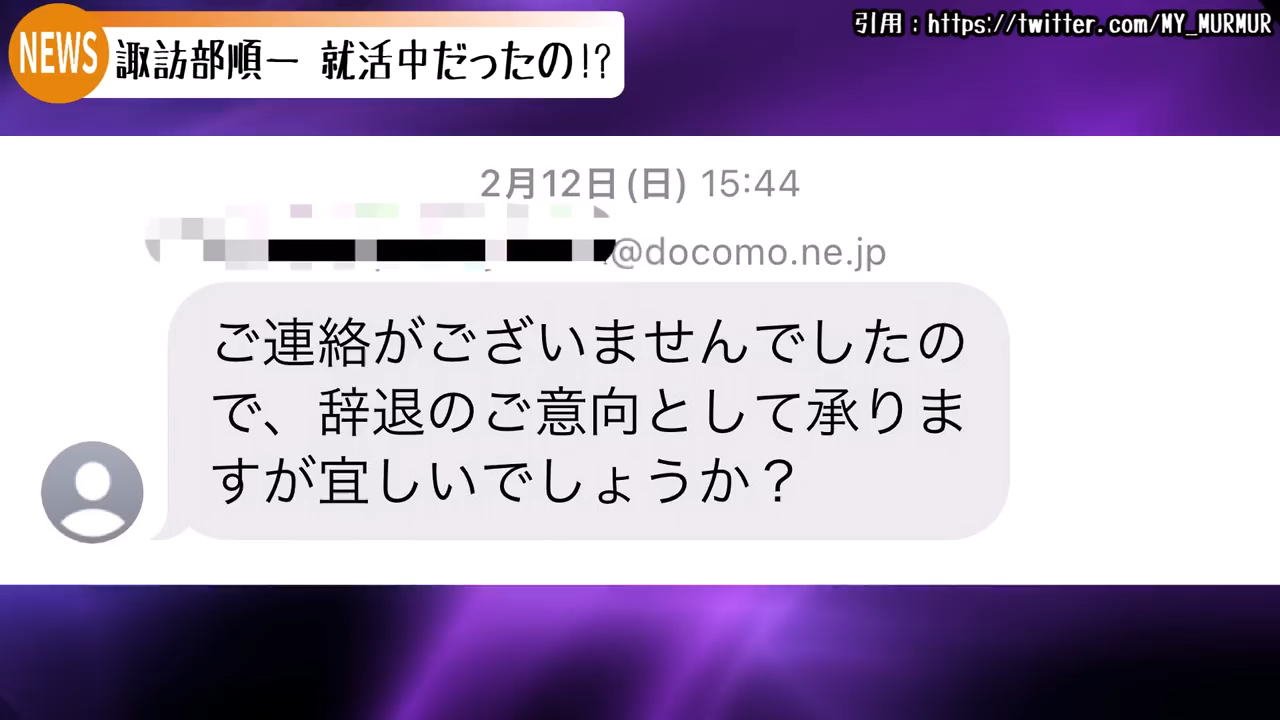 NEWS
諏訪部順一 就活中だったの!?
引用：https://twitter.com/MY_MURMUR
2月12日(日) 15:44
@docomo.ne.jp
ご連絡がございませんでしたの
で、辞退のご意向として承りま
すが宜しいでしょうか？